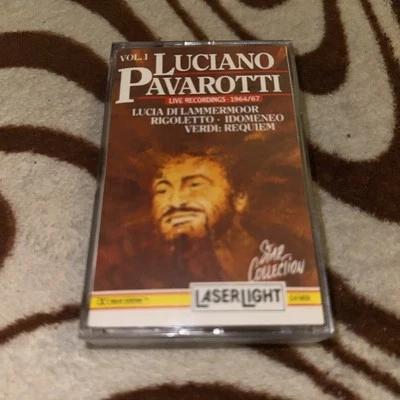 VOL. 1 LUCIANO
PAVAROTTI
LIVE RECORDINGS · 1964/67
LUCIA DI LAMMERMOOR
RIGOLETTO · IDOMENEO
VERDI: REQUIEM
Star
Collection
LASERLIGHT